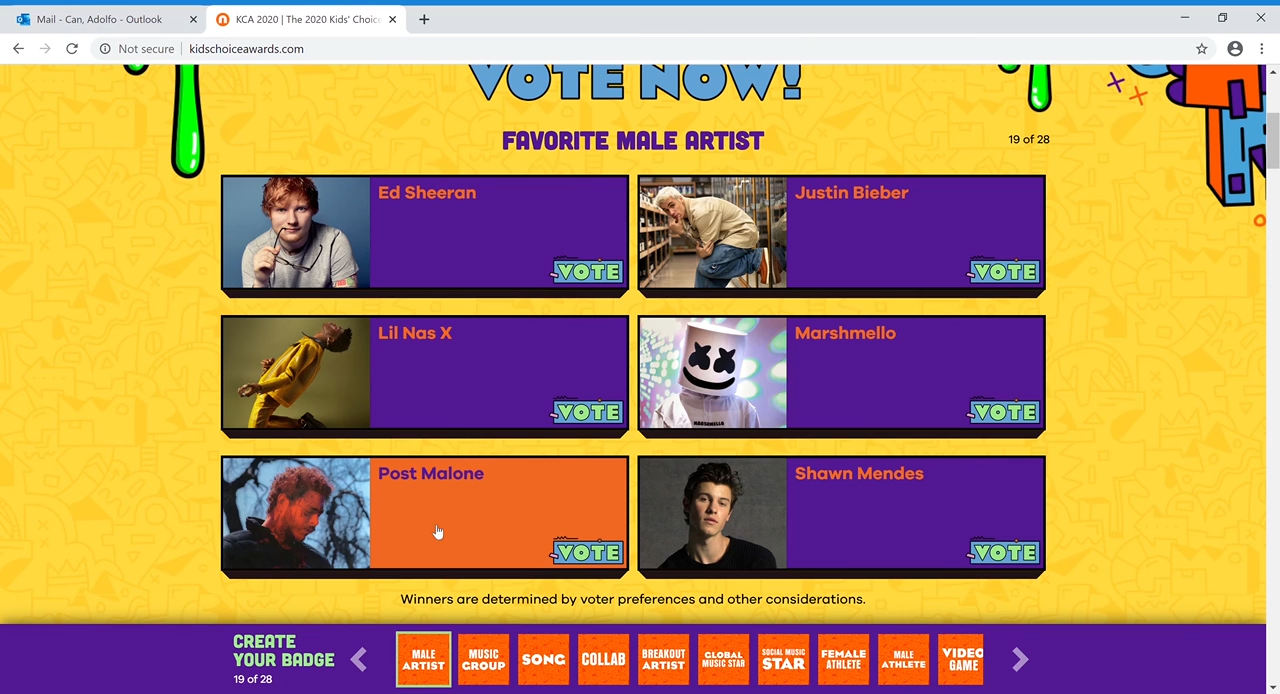 Mail - Can, Adolfo - Outlook
KCA 2020 | The 2020 Kids' Choice
Not secure
kidschoiceawards.com
VOTE NOW!
FAVORITE MALE ARTIST
19 of 28
Ed Sheeran
VOTE
Justin Bieber
VOTE
Lil Nas X
VOTE
Marshmello
MARSHMELLO
VOTE
Post Malone
VOTE
Shawn Mendes
VOTE
Winners are determined by voter preferences and other considerations.
CREATE
YOUR BADGE
19 of 28
MALE
ARTIST
MUSIC
GROUP
SONG
COLLAB
BREAKOUT
ARTIST
GLOBAL
MUSIC STAR
SOCIAL MUSIC
STAR
FEMALE
ATHLETE
MALE
ATHLETE
VIDEO
GAME